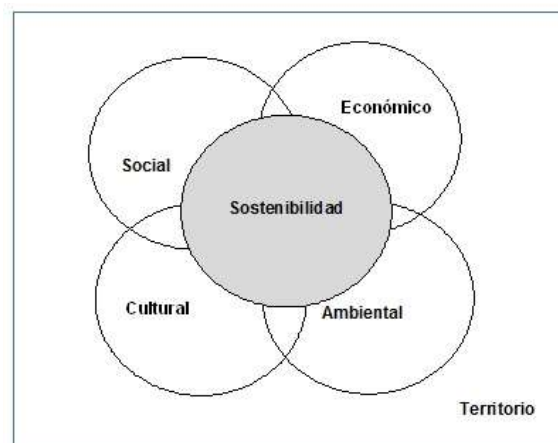 Económico
Social
Sostenibilidad
Cultural
Ambiental
Territorio